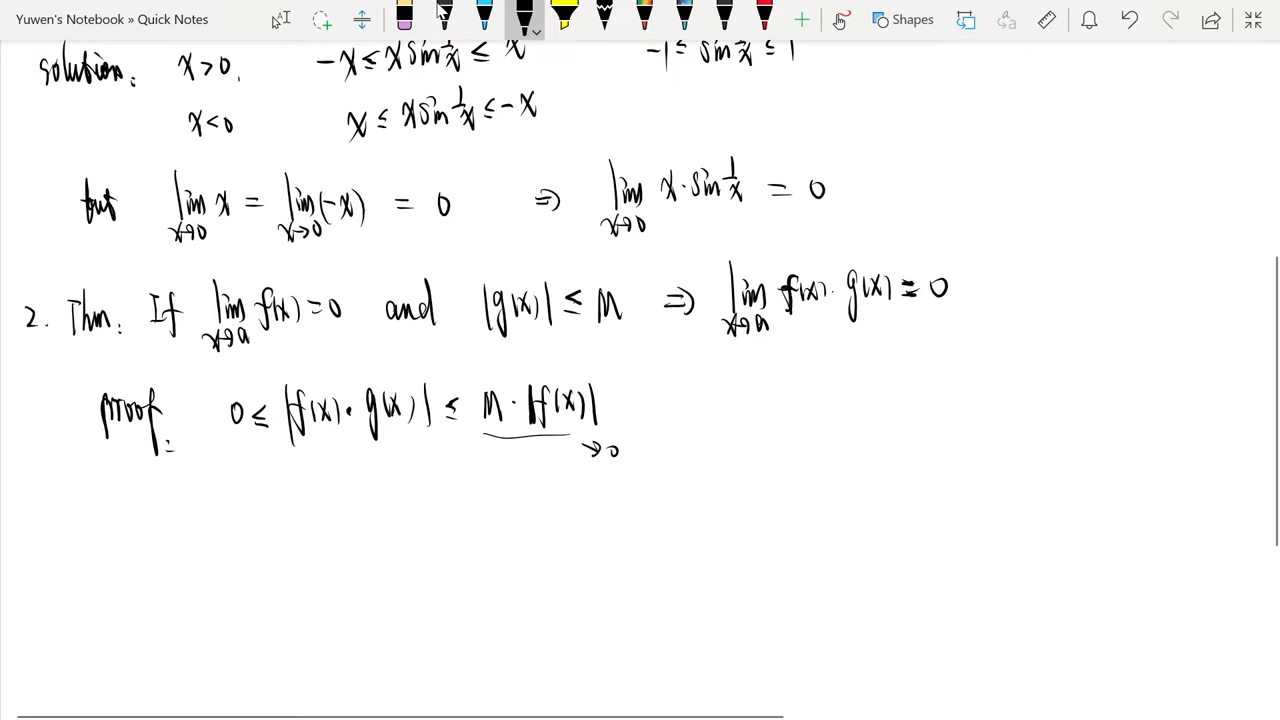 Yuwen's Notebook » Quick Notes
Shapes
solution: x>0, -x ≤ x sin 1/x ≤ x -1 ≤ sin 1/x ≤ 1
x<0 x ≤ x sin 1/x ≤ -x
but lim x→0 x = lim x→0 (-x) = 0 ⇒ lim x→0 x·sin 1/x = 0
2. Thm: If lim x→a f(x)=0 and |g(x)| ≤ M ⇒ lim x→a f(x)·g(x) = 0
proof: 0 ≤ |f(x)·g(x)| ≤ M·|f(x)|
→0